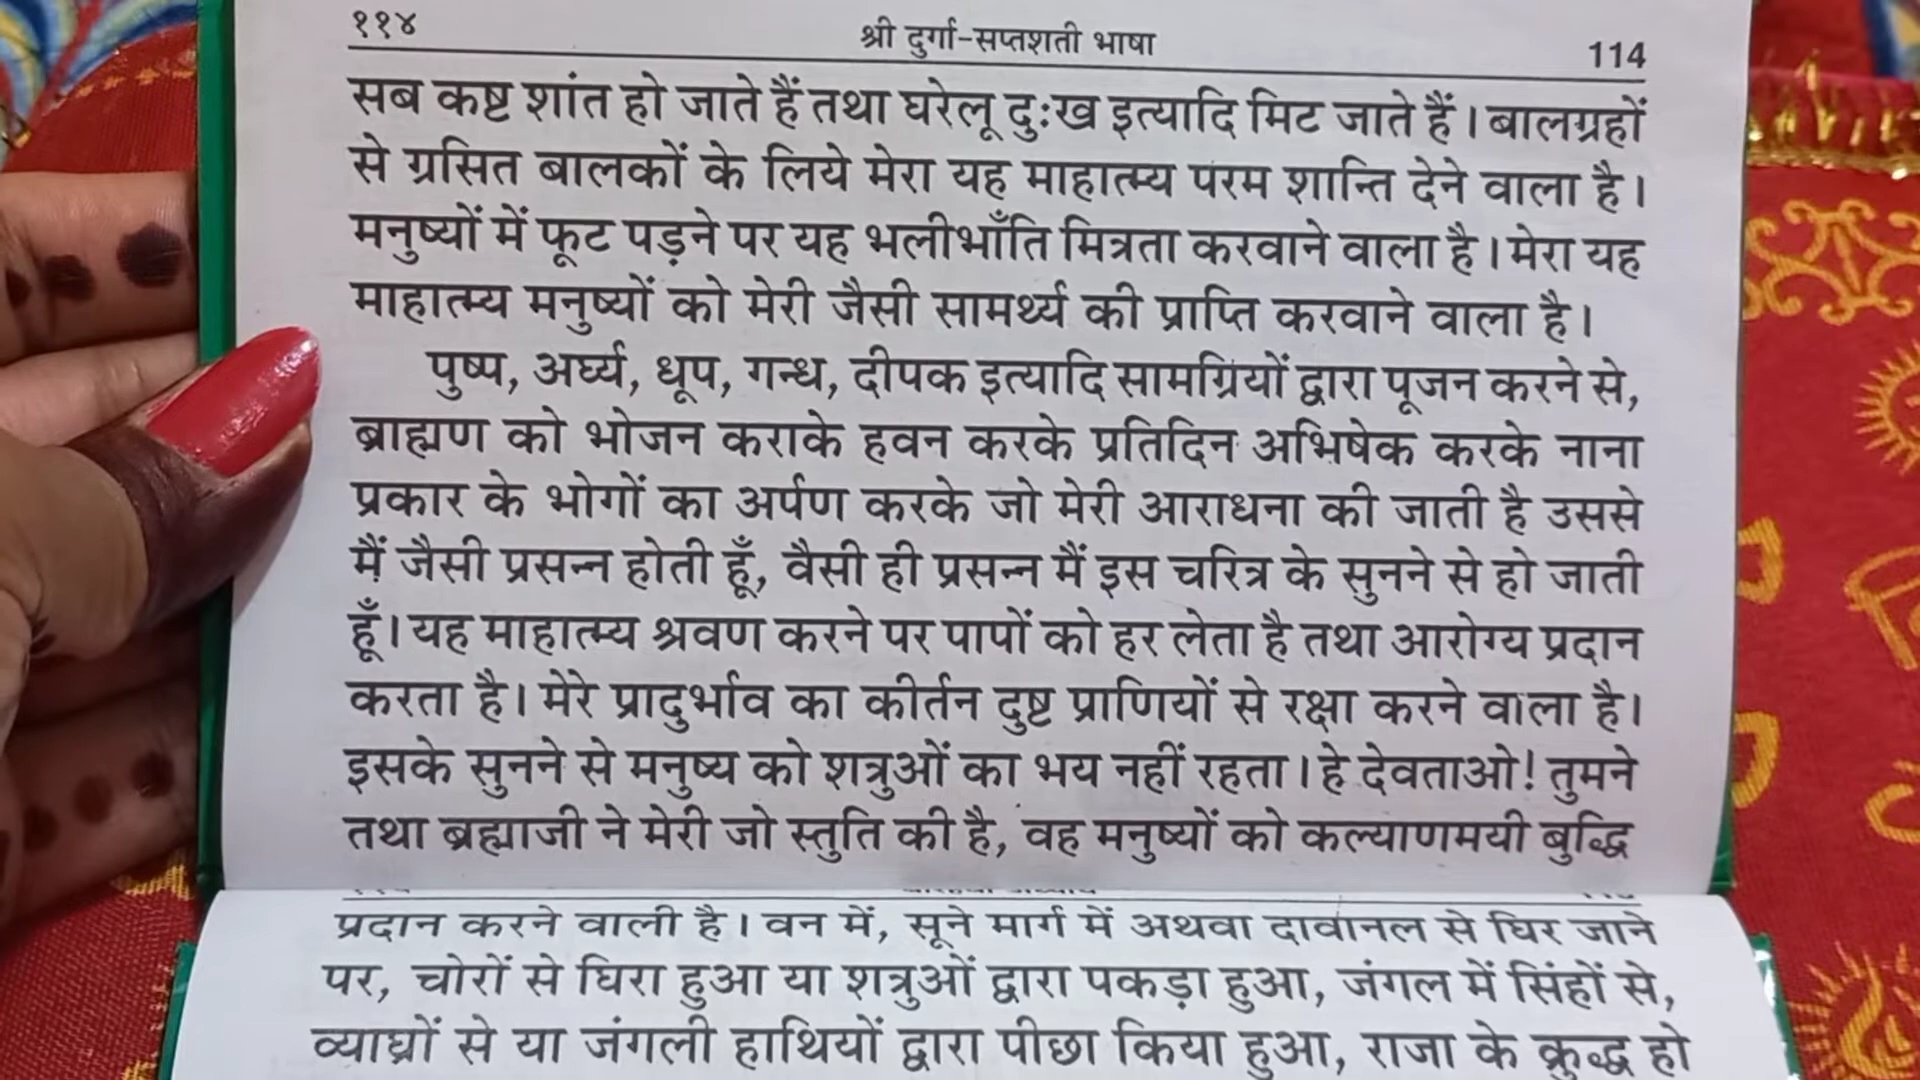 ११४ श्री दुर्गा-सप्तशती भाषा 114
सब कष्ट शांत हो जाते हैं तथा घरेलू दुःख इत्यादि मिट जाते हैं। बालग्रहों
से ग्रसित बालकों के लिये मेरा यह माहात्म्य परम शान्ति देने वाला है।
मनुष्यों में फूट पड़ने पर यह भलीभाँति मित्रता करवाने वाला है। मेरा यह
माहात्म्य मनुष्यों को मेरी जैसी सामर्थ्य की प्राप्ति करवाने वाला है।
पुष्प, अर्घ्य, धूप, गन्ध, दीपक इत्यादि सामग्रियों द्वारा पूजन करने से,
ब्राह्मण को भोजन कराके हवन करके प्रतिदिन अभिषेक करके नाना
प्रकार के भोगों का अर्पण करके जो मेरी आराधना की जाती है उससे
मैं जैसी प्रसन्न होती हूँ, वैसी ही प्रसन्न मैं इस चरित्र के सुनने से हो जाती
हूँ। यह माहात्म्य श्रवण करने पर पापों को हर लेता है तथा आरोग्य प्रदान
करता है। मेरे प्रादुर्भाव का कीर्तन दुष्ट प्राणियों से रक्षा करने वाला है।
इसके सुनने से मनुष्य को शत्रुओं का भय नहीं रहता। हे देवताओ! तुमने
तथा ब्रह्माजी ने मेरी जो स्तुति की है, वह मनुष्यों को कल्याणमयी बुद्धि
प्रदान करने वाली है। वन में, सूने मार्ग में अथवा दावानल से घिर जाने
पर, चोरों से घिरा हुआ या शत्रुओं द्वारा पकड़ा हुआ, जंगल में सिंहों से,
व्याघ्रों से या जंगली हाथियों द्वारा पीछा किया हुआ, राजा के क्रुद्ध हो